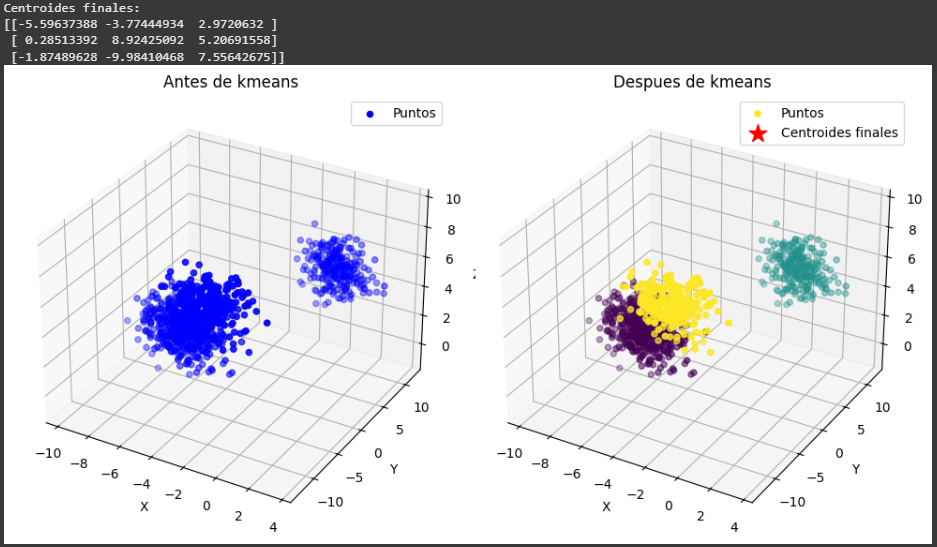 Centroides finales:
[[-5.59637388 -3.77444934  2.9720632 ]
 [ 0.28513392  8.92425092  5.20691558]
 [-1.87489628 -9.98410468  7.55642675]]
Antes de kmeans
Puntos
10
8
6
4
2
0
10
5
0
−5
−10
Y
−10
−8
−6
−4
−2
0
2
4
X
Despues de kmeans
Puntos
Centroides finales
10
8
6
4
2
0
10
5
0
−5
−10
Y
−10
−8
−6
−4
−2
0
2
4
X